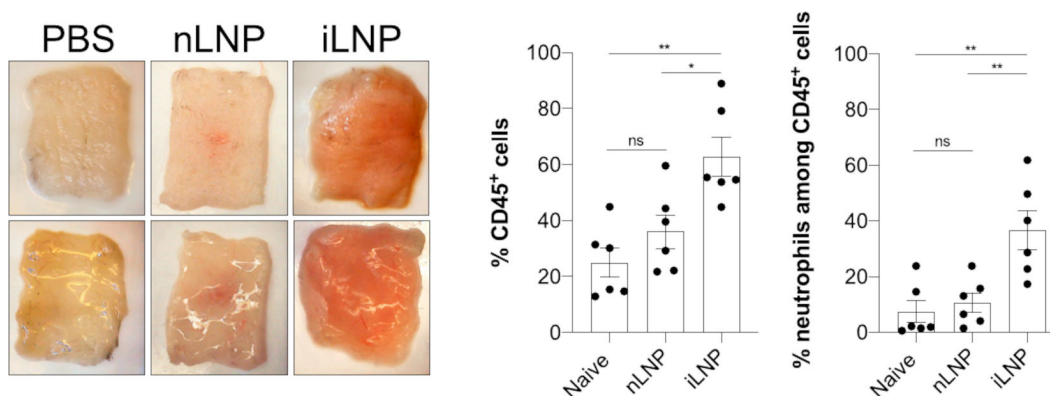 PBS nLNP iLNP
% CD45⁺ cells
100
80
60
40
20
0
**
*
ns
Naive
nLNP
iLNP
% neutrophils among CD45⁺ cells
100
80
60
40
20
0
**
**
ns
Naive
nLNP
iLNP